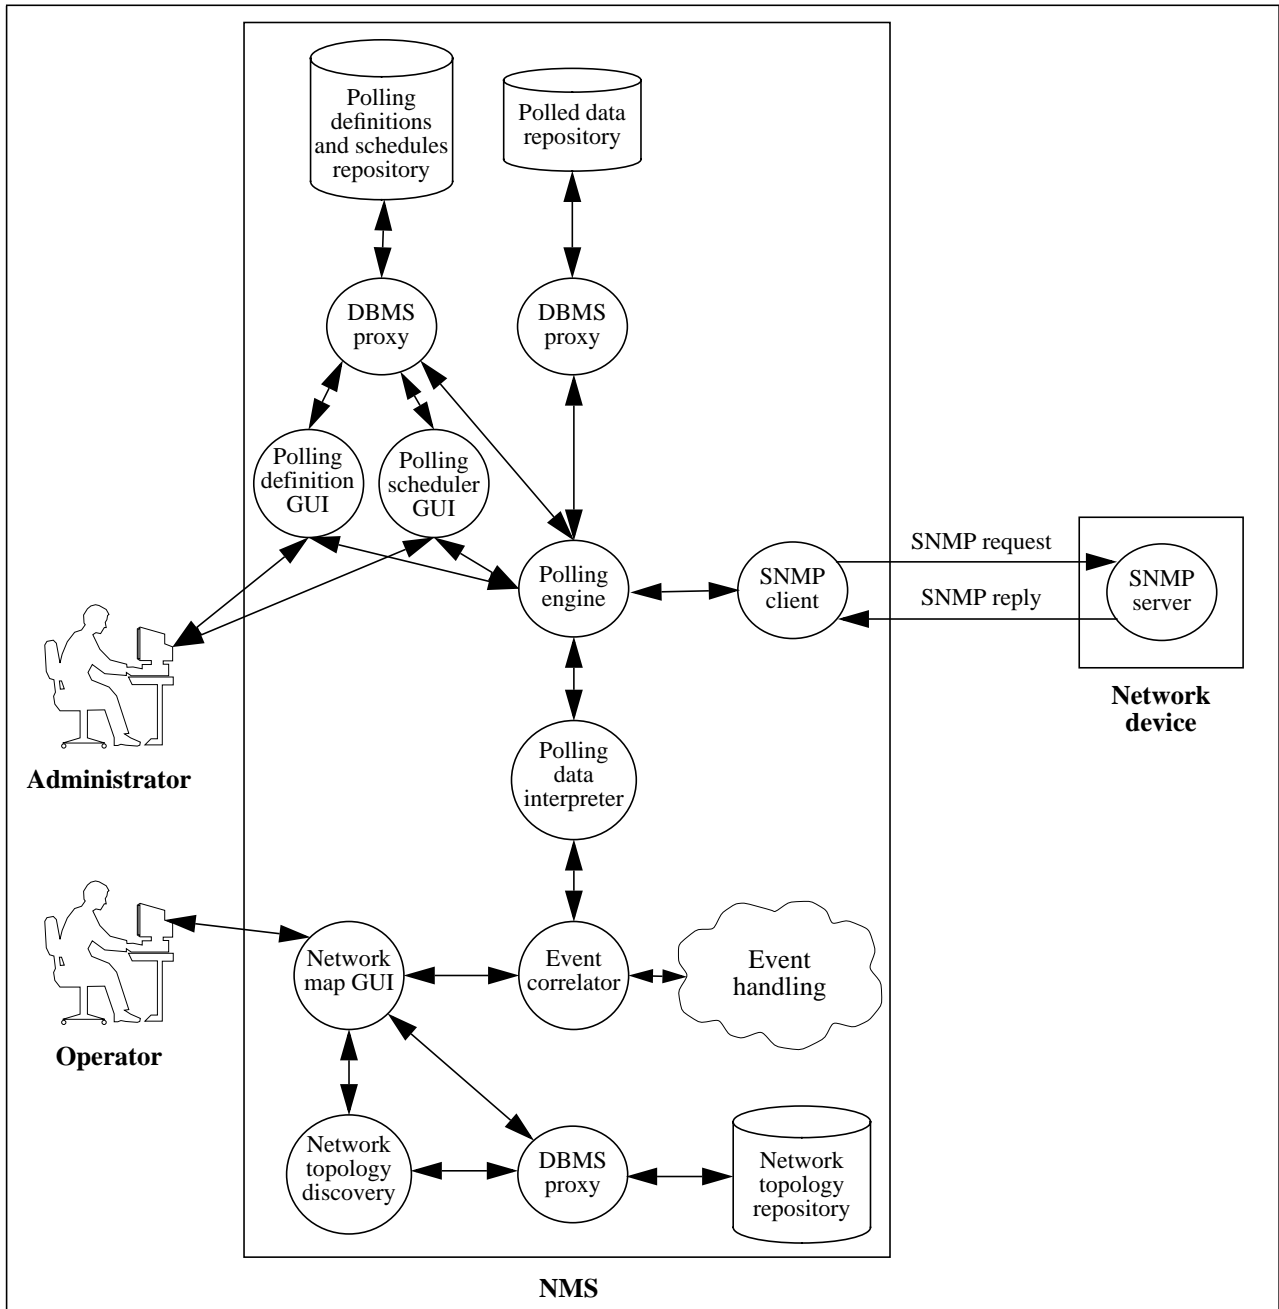 Polling
definitions
and schedules
repository
Polled data
repository
DBMS
proxy
DBMS
proxy
Polling
definition
GUI
Polling
scheduler
GUI
Polling
engine
SNMP
client
SNMP request
SNMP reply
SNMP
server
Network
device
Administrator
Polling
data
interpreter
Operator
Network
map GUI
Event
correlator
Event
handling
Network
topology
discovery
DBMS
proxy
Network
topology
repository
NMS